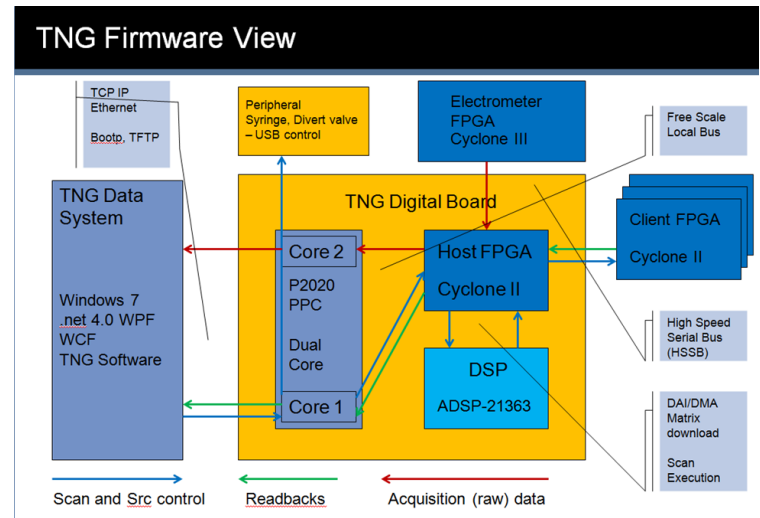 TNG Firmware View
TCP IP
Ethernet
Bootp, TFTP
Peripheral
Syringe, Divert valve
– USB control
Electrometer
FPGA
Cyclone III
Free Scale
Local Bus
TNG Data
System
Windows 7
.net 4.0 WPF
WCF
TNG Software
TNG Digital Board
Core 2
P2020
PPC
Dual
Core
Core 1
Host FPGA
Cyclone II
DSP
ADSP-21363
Client FPGA
Cyclone II
High Speed
Serial Bus
(HSSB)
DAI/DMA
Matrix
download
Scan
Execution
Scan and Src control
Readbacks
Acquisition (raw) data